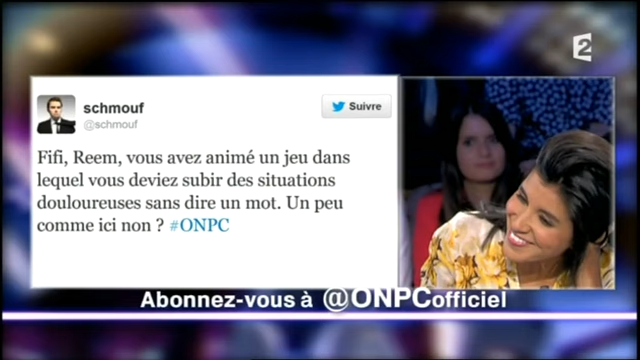 2
schmouf
@schmouf
Suivre
Fifi, Reem, vous avez animé un jeu dans
lequel vous deviez subir des situations
douloureuses sans dire un mot. Un peu
comme ici non ? #ONPC
Abonnez-vous à @ONPCofficiel